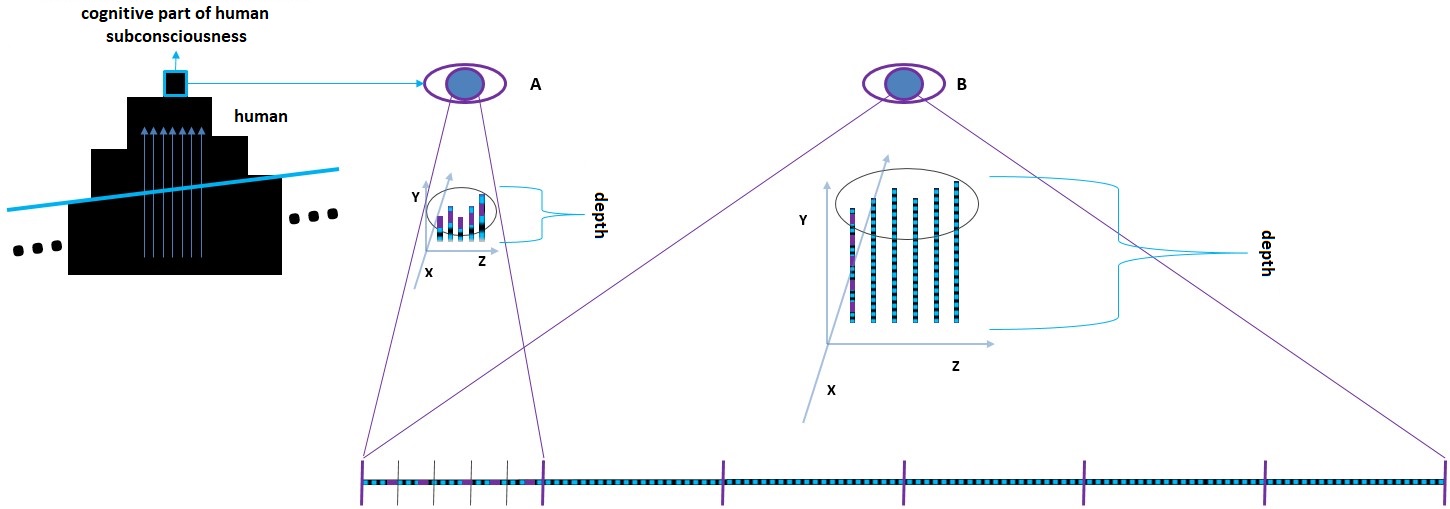 cognitive part of human
subconsciousness
human
A
B
Y
X
Z
depth
Y
X
Z
depth